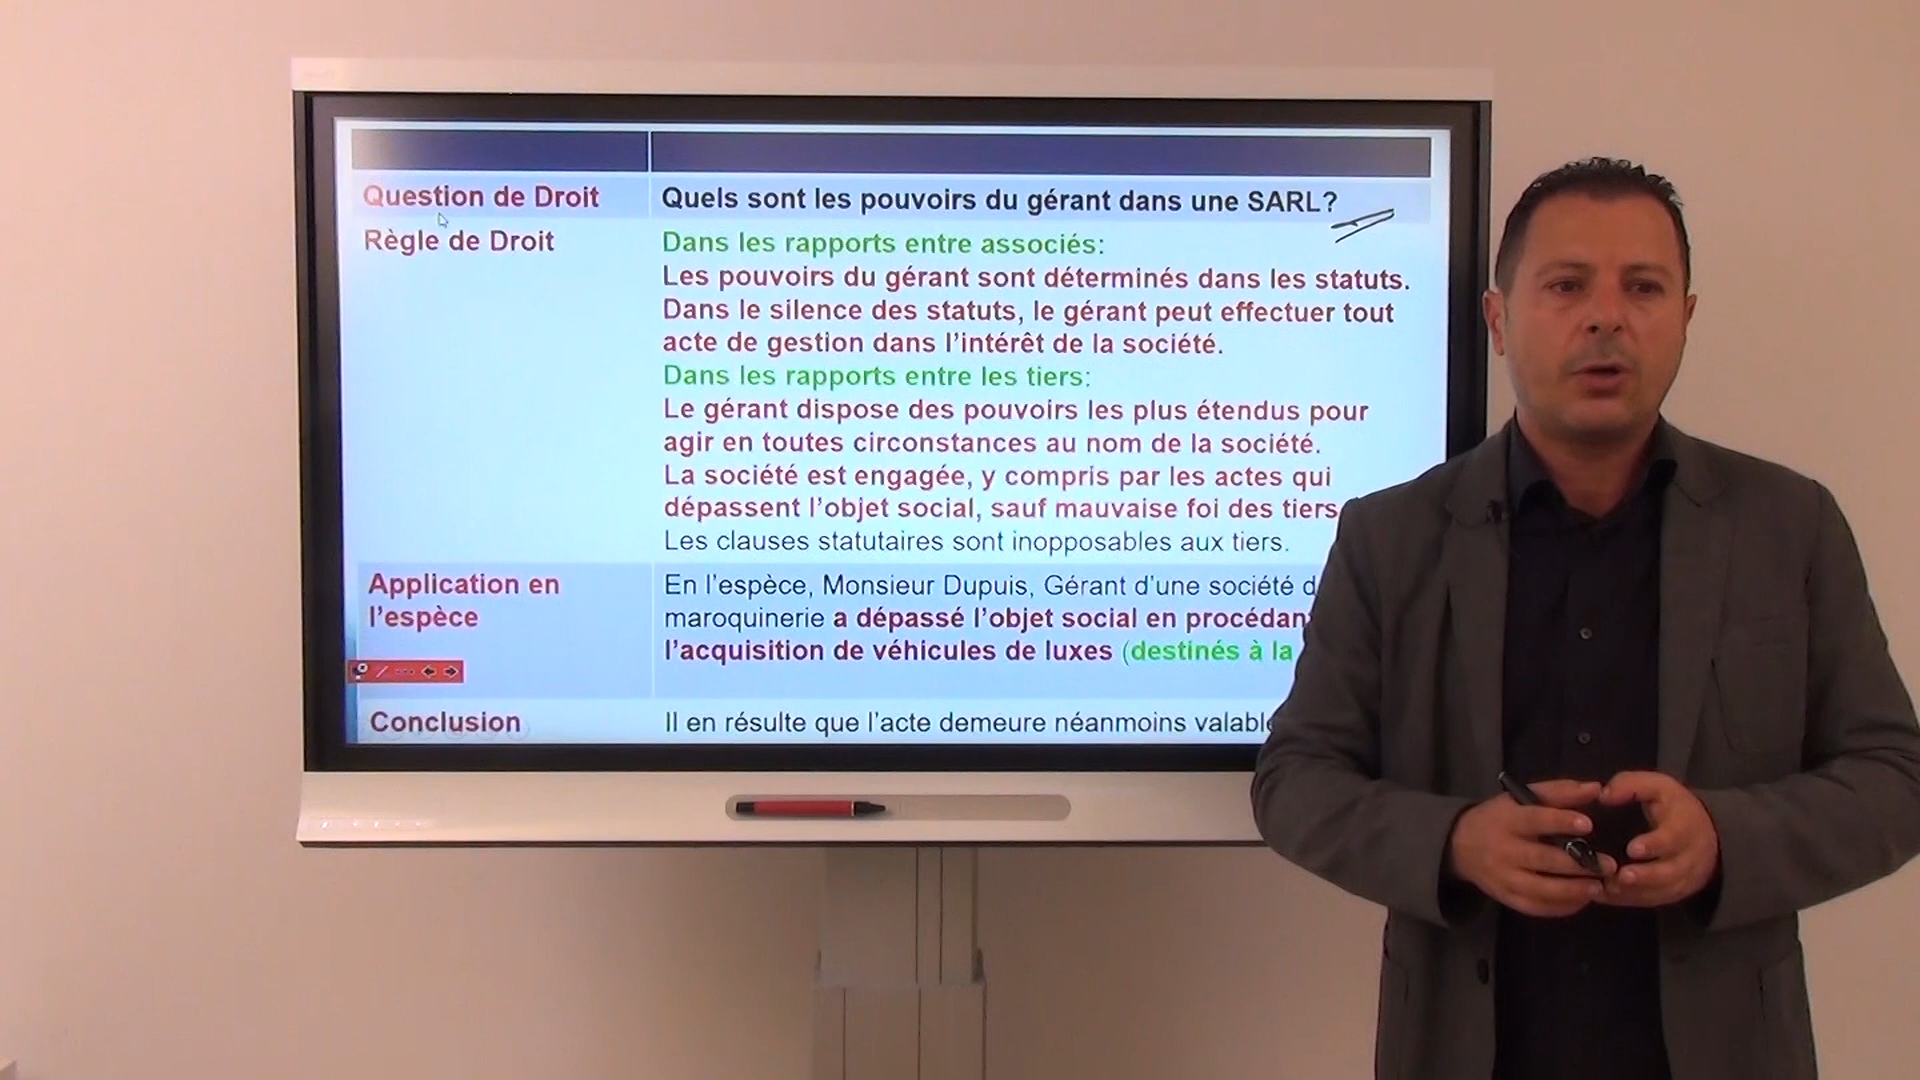 Question de Droit
Quels sont les pouvoirs du gérant dans une SARL?
Règle de Droit
Dans les rapports entre associés:
Les pouvoirs du gérant sont déterminés dans les statuts.
Dans le silence des statuts, le gérant peut effectuer tout
acte de gestion dans l'intérêt de la société.
Dans les rapports entre les tiers:
Le gérant dispose des pouvoirs les plus étendus pour
agir en toutes circonstances au nom de la société.
La société est engagée, y compris par les actes qui
dépassent l'objet social, sauf mauvaise foi des tiers
Les clauses statutaires sont inopposables aux tiers.
Application en
l'espèce
En l'espèce, Monsieur Dupuis, Gérant d'une société
maroquinerie a dépassé l'objet social en
l'acquisition de véhicules de luxes (destinés à la
Conclusion
Il en résulte que l'acte demeure néanmoins